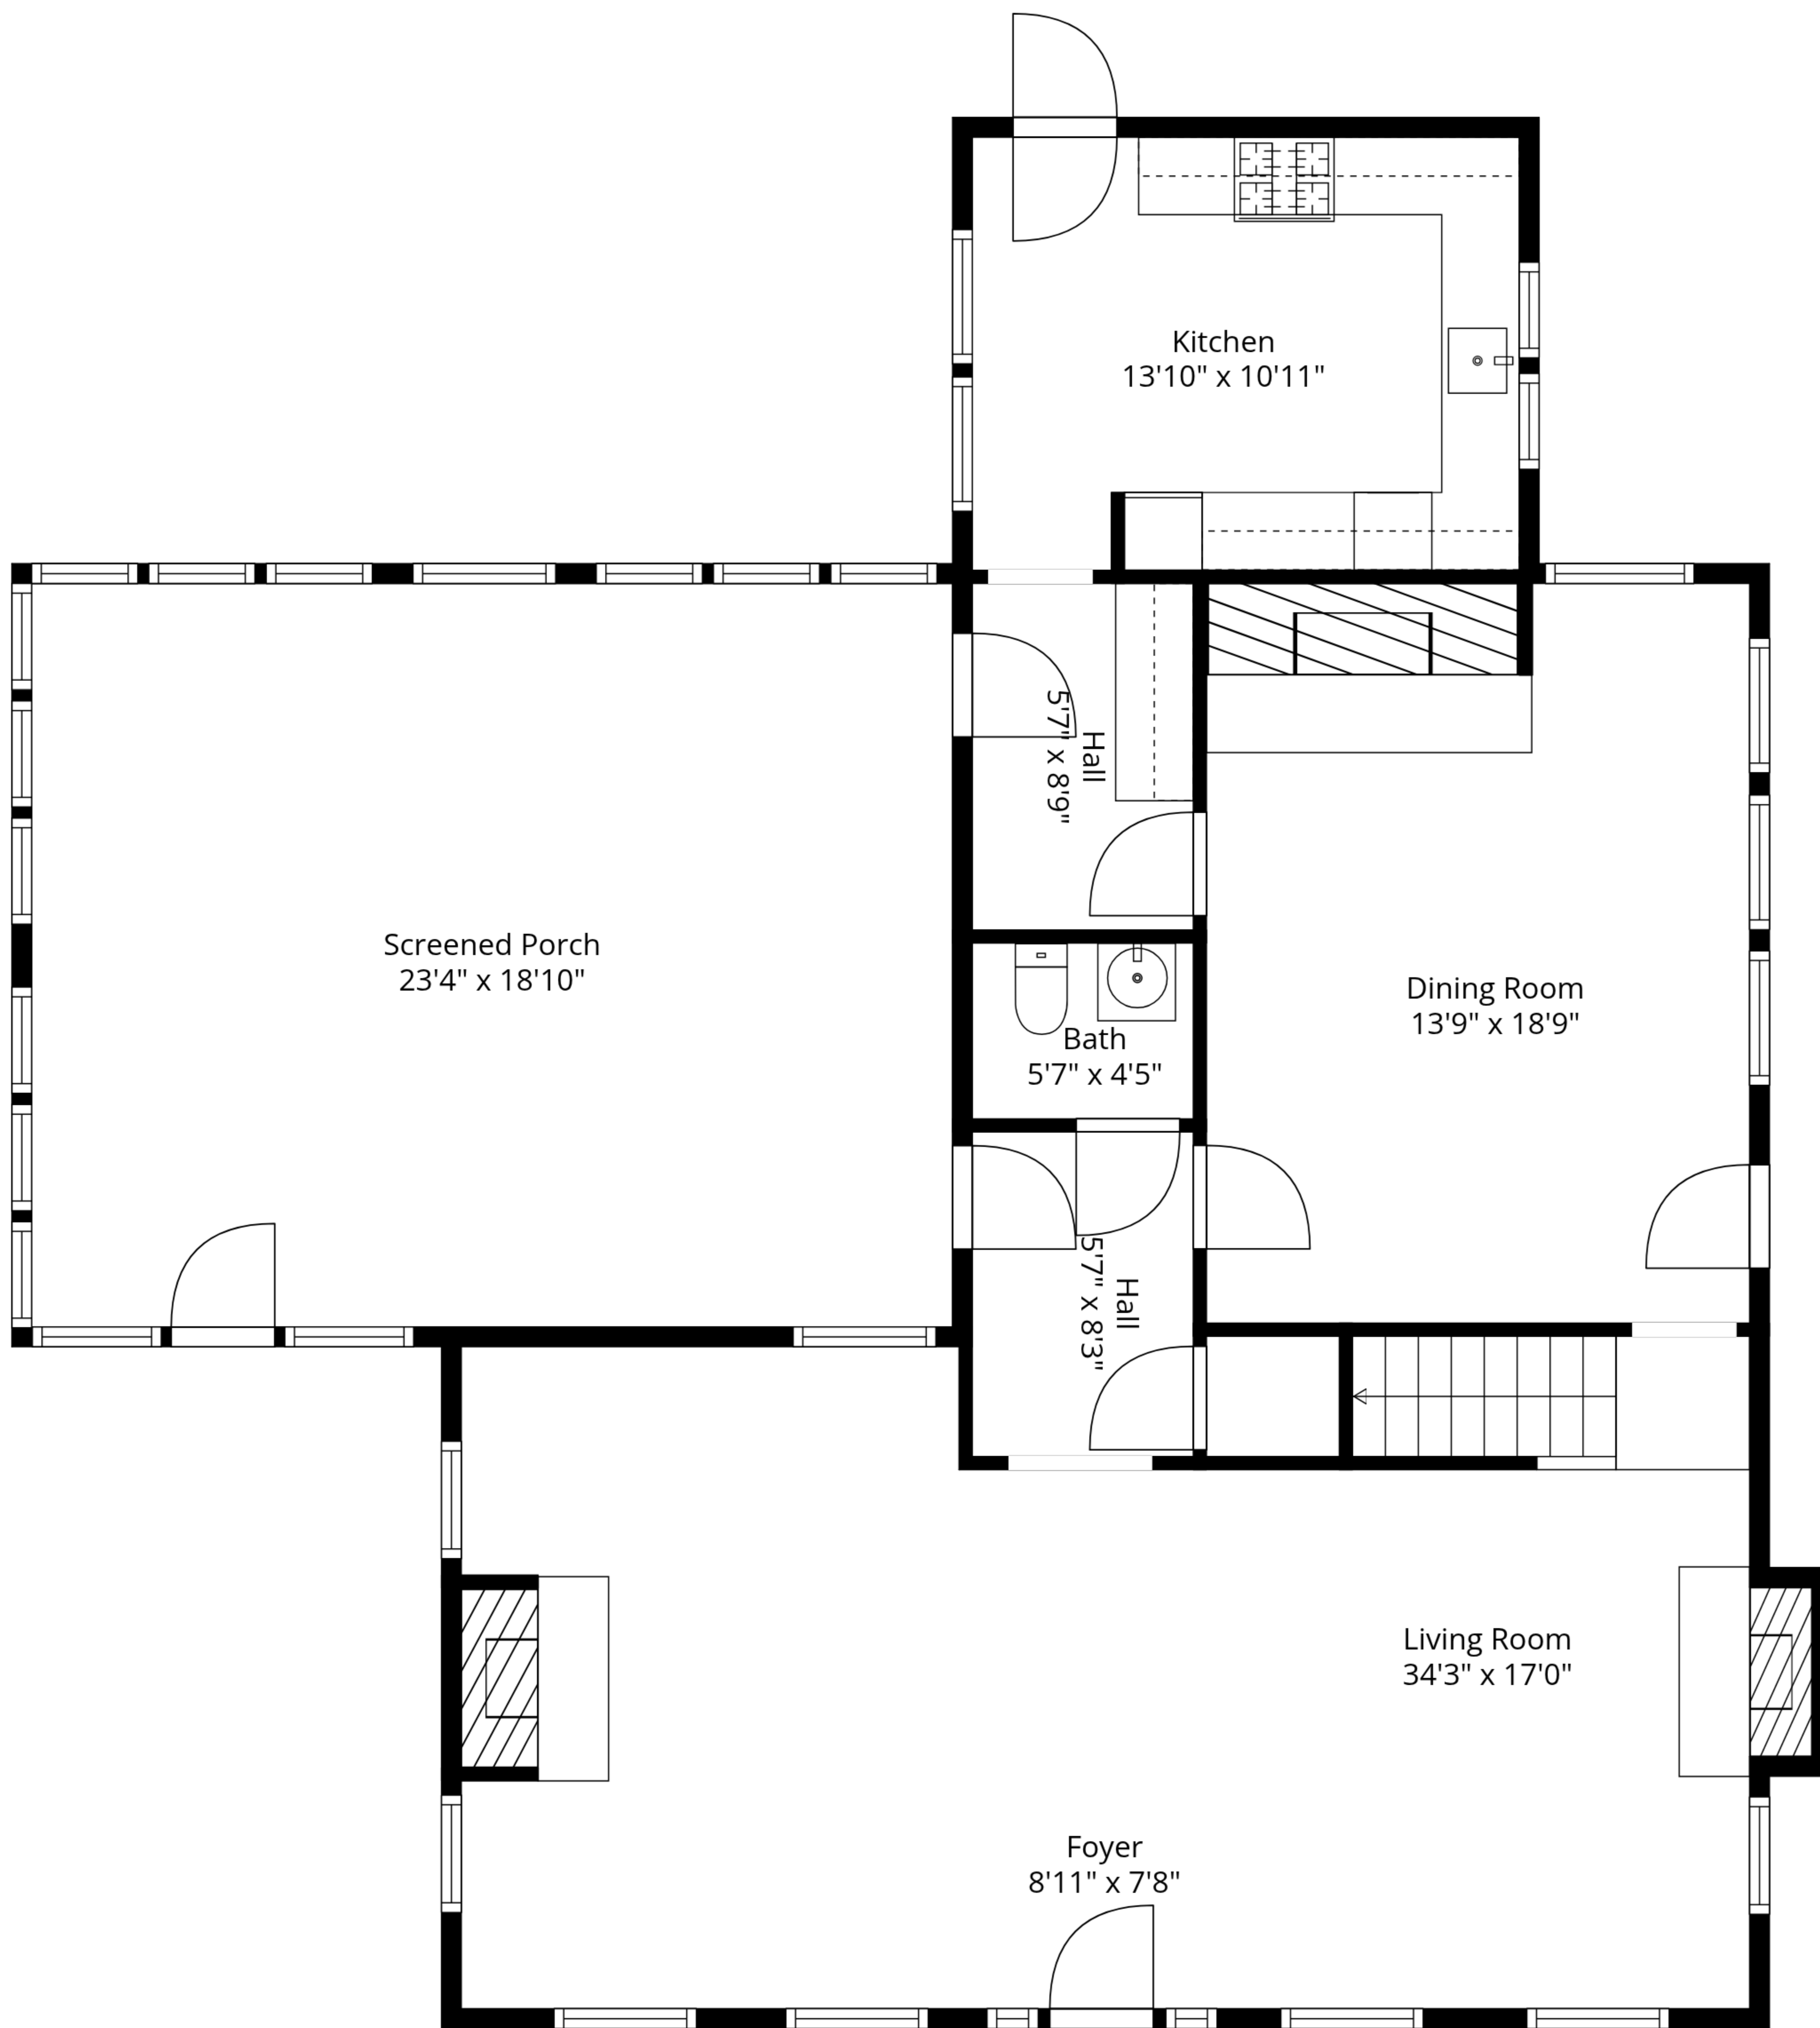 Kitchen
13'10" x 10'11"
Hall
5'7" x 8'9"
Screened Porch
23'4" x 18'10"
Dining Room
13'9" x 18'9"
Bath
5'7" x 4'5"
Hall
5'7" x 8'3"
Living Room
34'3" x 17'0"
Foyer
8'11" x 7'8"